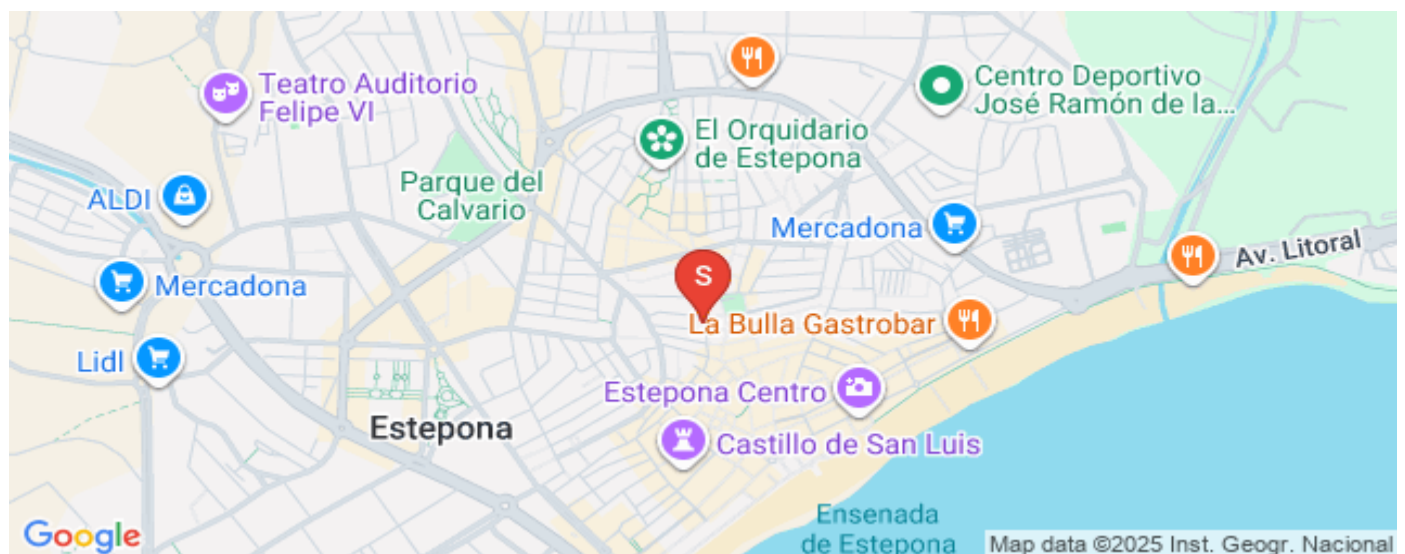 Teatro Auditorio
Felipe VI
Centro Deportivo
José Ramón de la...
El Orquidario
de Estepona
Parque del
Calvario
ALDI
Mercadona
Av. Litoral
Mercadona
S
La Bulla Gastrobar
Lidl
Estepona Centro
Estepona
Castillo de San Luis
Ensenada
de Estepona
Google
Map data ©2025 Inst. Geogr. Nacional